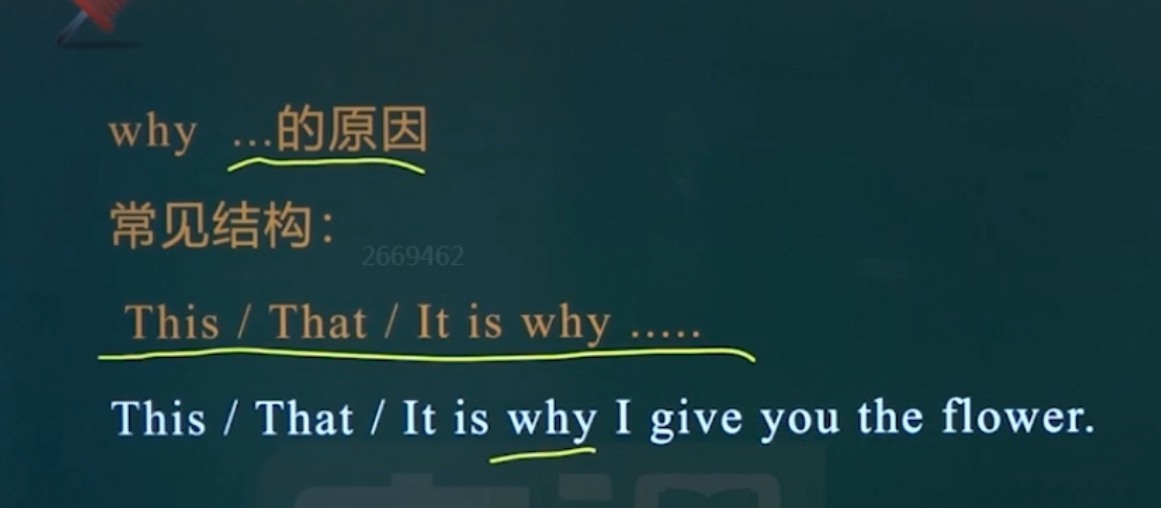 why ...的原因
常见结构：
2669462
This / That / It is why .....
This / That / It is why I give you the flower.